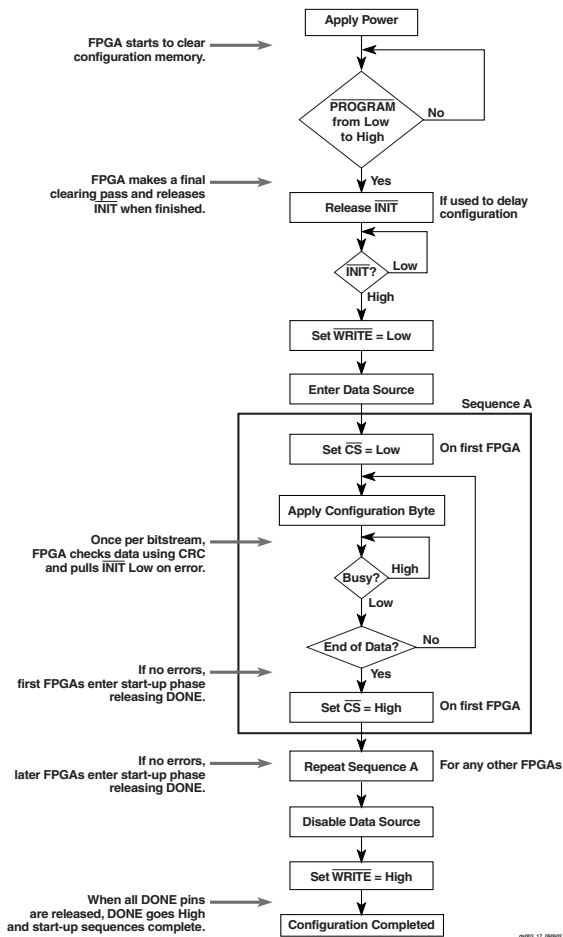 Apply Power
FPGA starts to clear
configuration memory.
PROGRAM
from Low
to High
No
Yes
FPGA makes a final
clearing pass and releases
INIT when finished.
Release INIT
If used to delay
configuration
INIT?
Low
High
Set WRITE = Low
Enter Data Source
Sequence A
Set CS = Low
On first FPGA
Apply Configuration Byte
Once per bitstream,
FPGA checks data using CRC
and pulls INIT Low on error.
Busy?
High
Low
End of Data?
No
Yes
If no errors,
first FPGAs enter start-up phase
releasing DONE.
Set CS = High
On first FPGA
If no errors,
later FPGAs enter start-up phase
releasing DONE.
Repeat Sequence A
For any other FPGAs
Disable Data Source
Set WRITE = High
When all DONE pins
are released, DONE goes High
and start-up sequences complete.
Configuration Completed